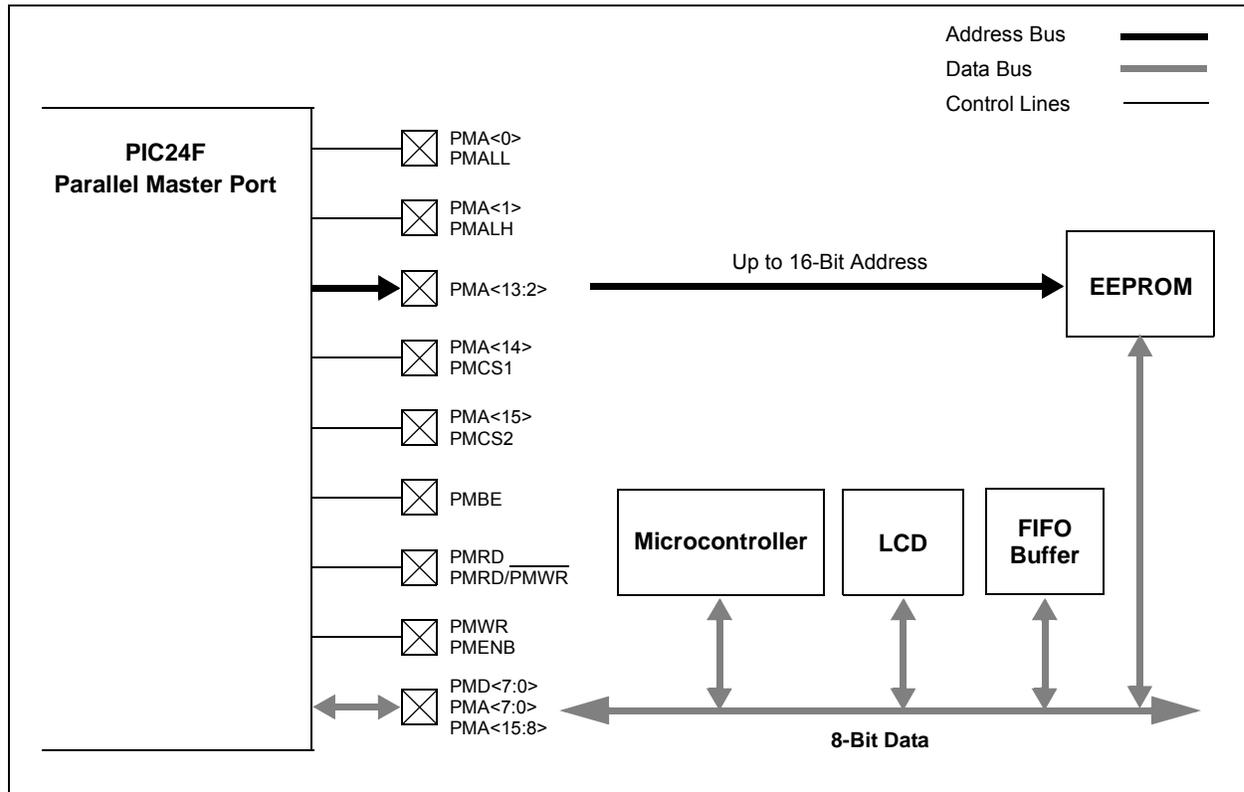 Address Bus
Data Bus
Control Lines
PIC24F
Parallel Master Port
PMA<0>
PMALL
PMA<1>
PMALH
PMA<13:2>
Up to 16-Bit Address
EEPROM
PMA<14>
PMCS1
PMA<15>
PMCS2
PMBE
Microcontroller
LCD
FIFO
Buffer
PMRD
PMRD/PMWR
PMWR
PMENB
PMD<7:0>
PMA<7:0>
PMA<15:8>
8-Bit Data